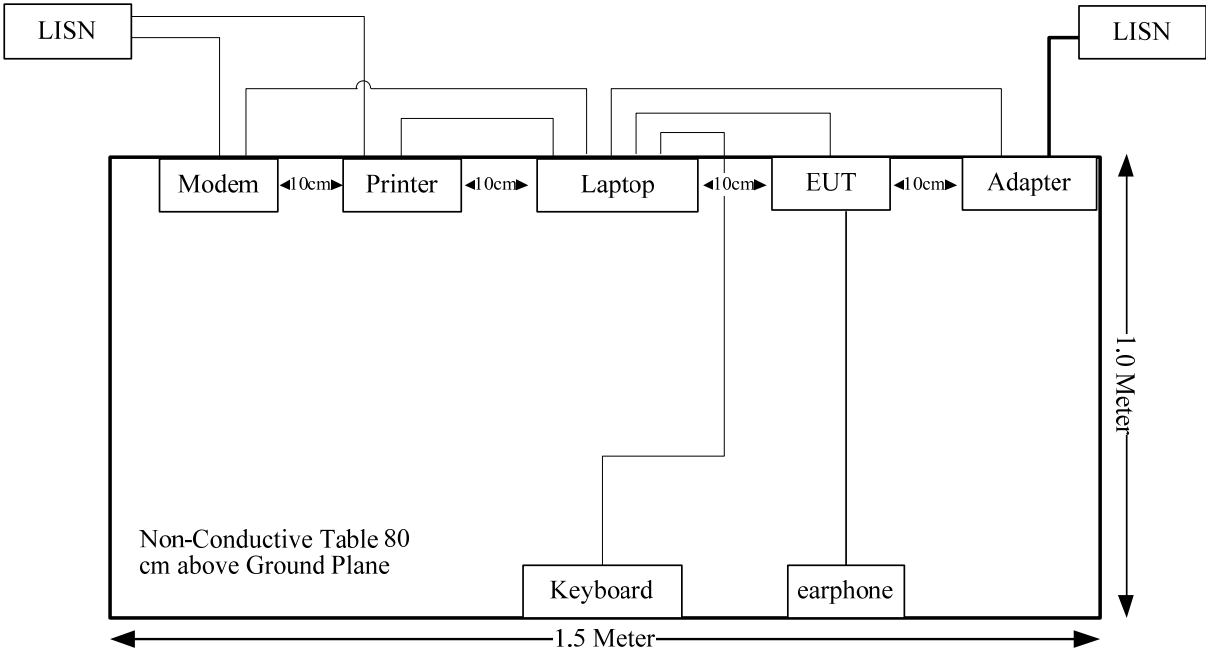 LISN
LISN
Modem
10cm
Printer
10cm
Laptop
10cm
EUT
10cm
Adapter
1.0 Meter
Non-Conductive Table 80
cm above Ground Plane
Keyboard
earphone
1.5 Meter